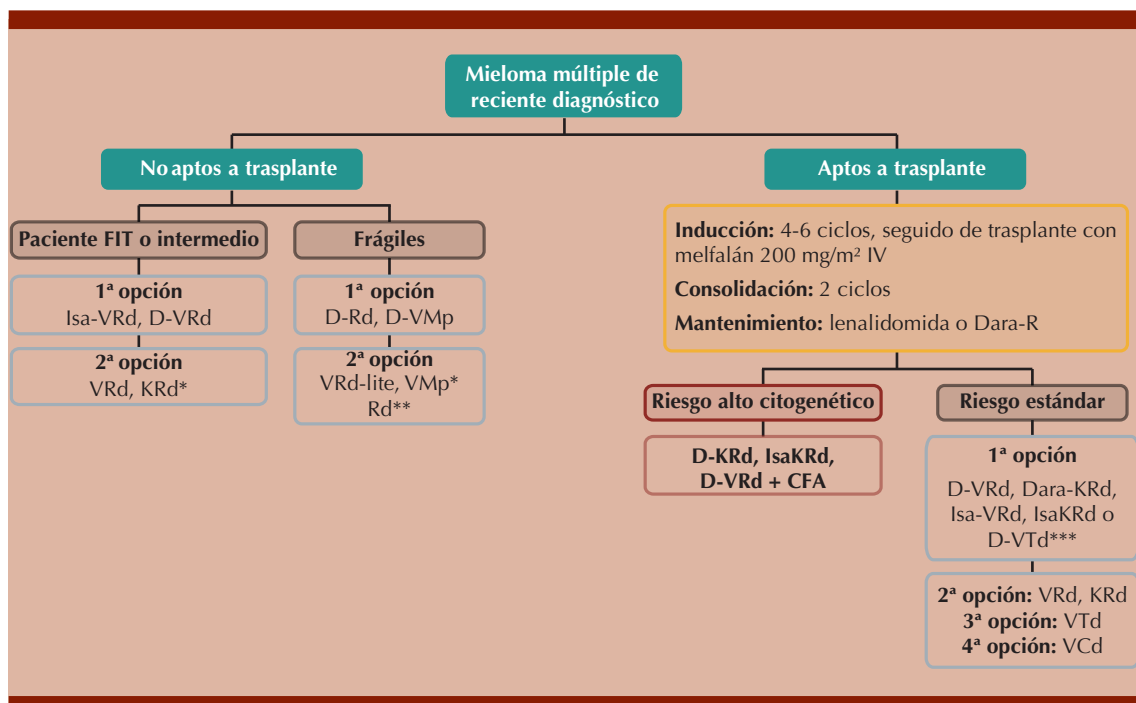 Mieloma múltiple de
reciente diagnóstico
No aptos a trasplante
Paciente FIT o intermedio
1ª opción
Isa-VRd, D-VRd
2ª opción
VRd, KRd*
Frágiles
1ª opción
D-Rd, D-VMp
2ª opción
VRd-lite, VMp*
Rd**
Aptos a trasplante
Inducción: 4-6 ciclos, seguido de trasplante con
melfalán 200 mg/m² IV
Consolidación: 2 ciclos
Mantenimiento: lenalidomida o Dara-R
Riesgo alto citogenético
D-KRd, IsaKRd,
D-VRd + CFA
Riesgo estándar
1ª opción
D-VRd, Dara-KRd,
Isa-VRd, IsaKRd o
D-VTd***
2ª opción: VRd, KRd
3ª opción: VTd
4ª opción: VCd